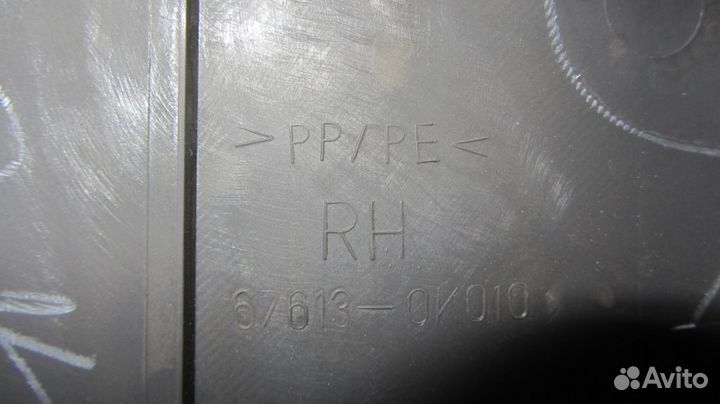 >PP/PE<
RH
67613-0K010
Avito